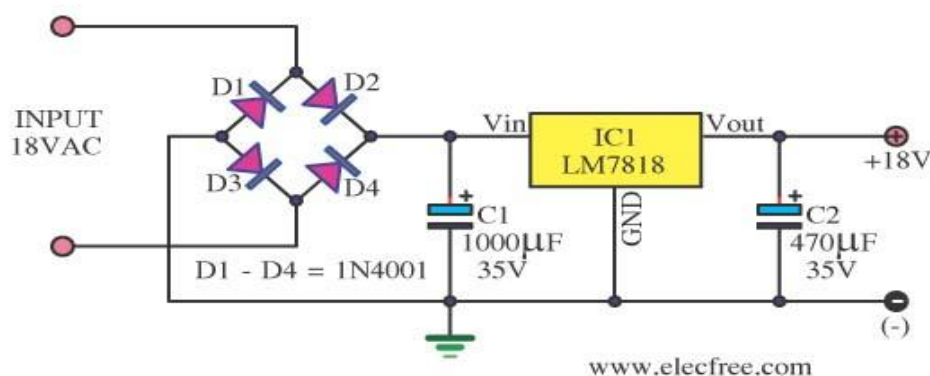 D1
D2
INPUT
18VAC
D3
D4
D1 - D4 = 1N4001
Vin
IC1
LM7818
Vout
GND
+
C1
1000µF
35V
+
C2
470µF
35V
+
+18V
-
(-)
www.elecfree.com